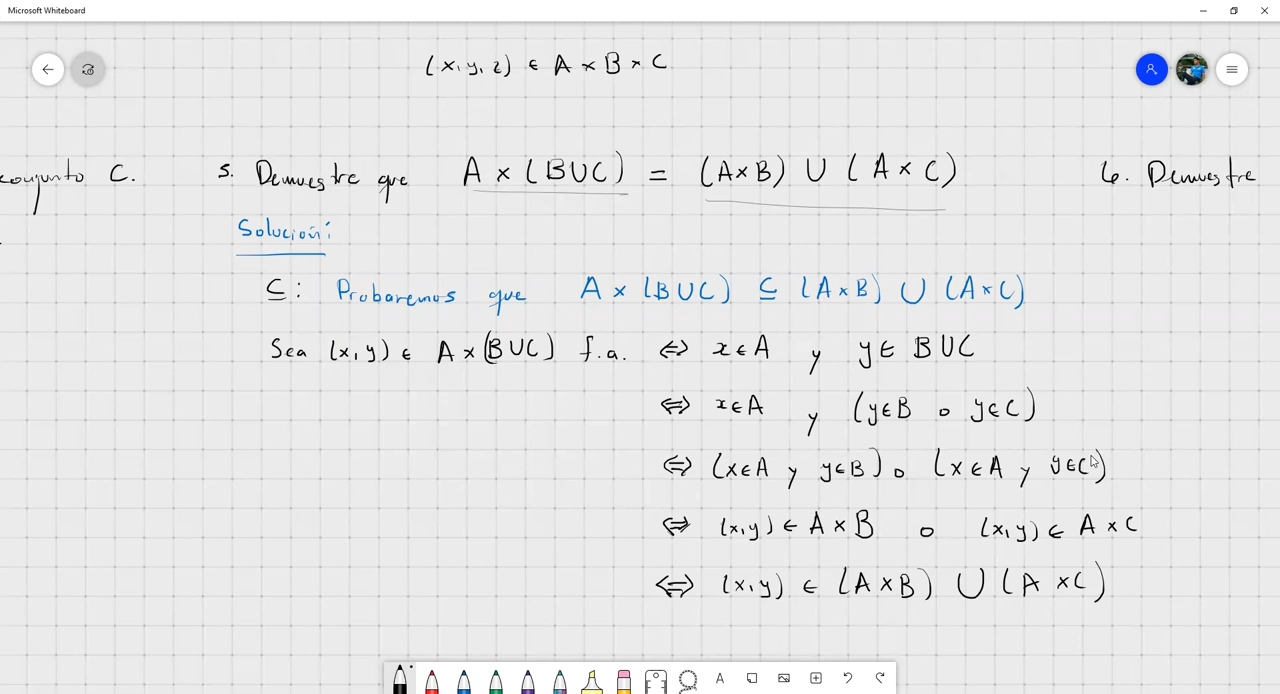 Microsoft Whiteboard
(x,y,z) ∈ A × B × C
conjunto C.
5. Demuestre que A × (B∪C) = (A×B) ∪ (A×C)
6. Demuestre
Solución:
⊆: Probaremos que A × (B∪C) ⊆ (A×B) ∪ (A×C)
Sea (x,y) ∈ A × (B∪C) f.a. ⇔ x∈A y y∈ B∪C
⇔ x∈A y (y∈B o y∈C)
⇔ (x∈A y y∈B) o (x∈A y y∈C)
⇔ (x,y) ∈ A×B o (x,y) ∈ A×C
⇔ (x,y) ∈ (A×B) ∪ (A×C)
A